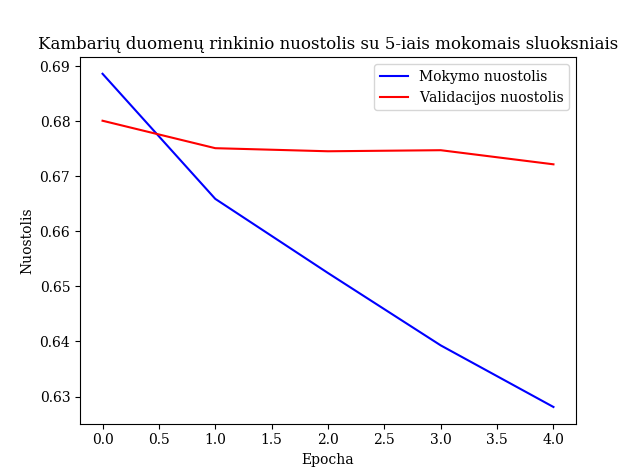 Kambarių duomenų rinkinio nuostolis su 5-iais mokomais sluoksniais
0.69
0.68
0.67
0.66
0.65
0.64
0.63
Nuostolis
Mokymo nuostolis
Validacijos nuostolis
0.0 0.5 1.0 1.5 2.0 2.5 3.0 3.5 4.0
Epocha